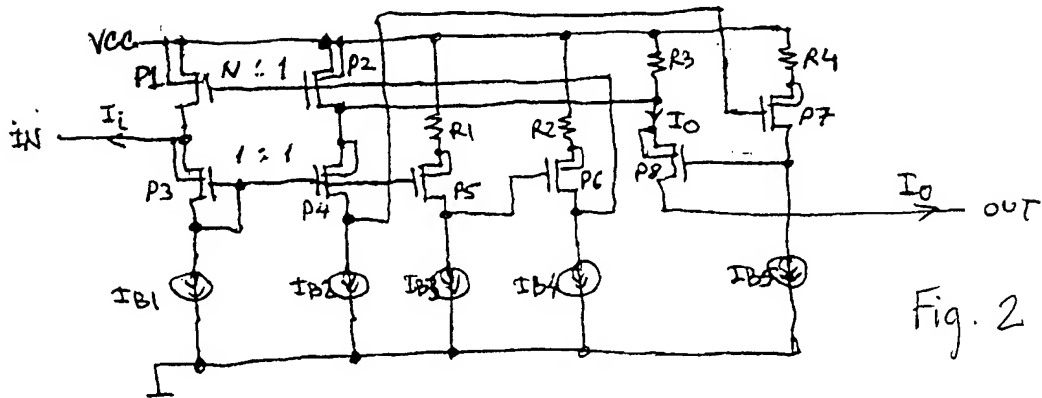 VCC
P1
N : 1
P2
R3
R4
Ii
IN
R1
R2
Io
P7
1 : 1
P3
P4
P5
P6
P8
Io
OUT
IB1
IB2
IB3
IB4
IB5
Fig. 2